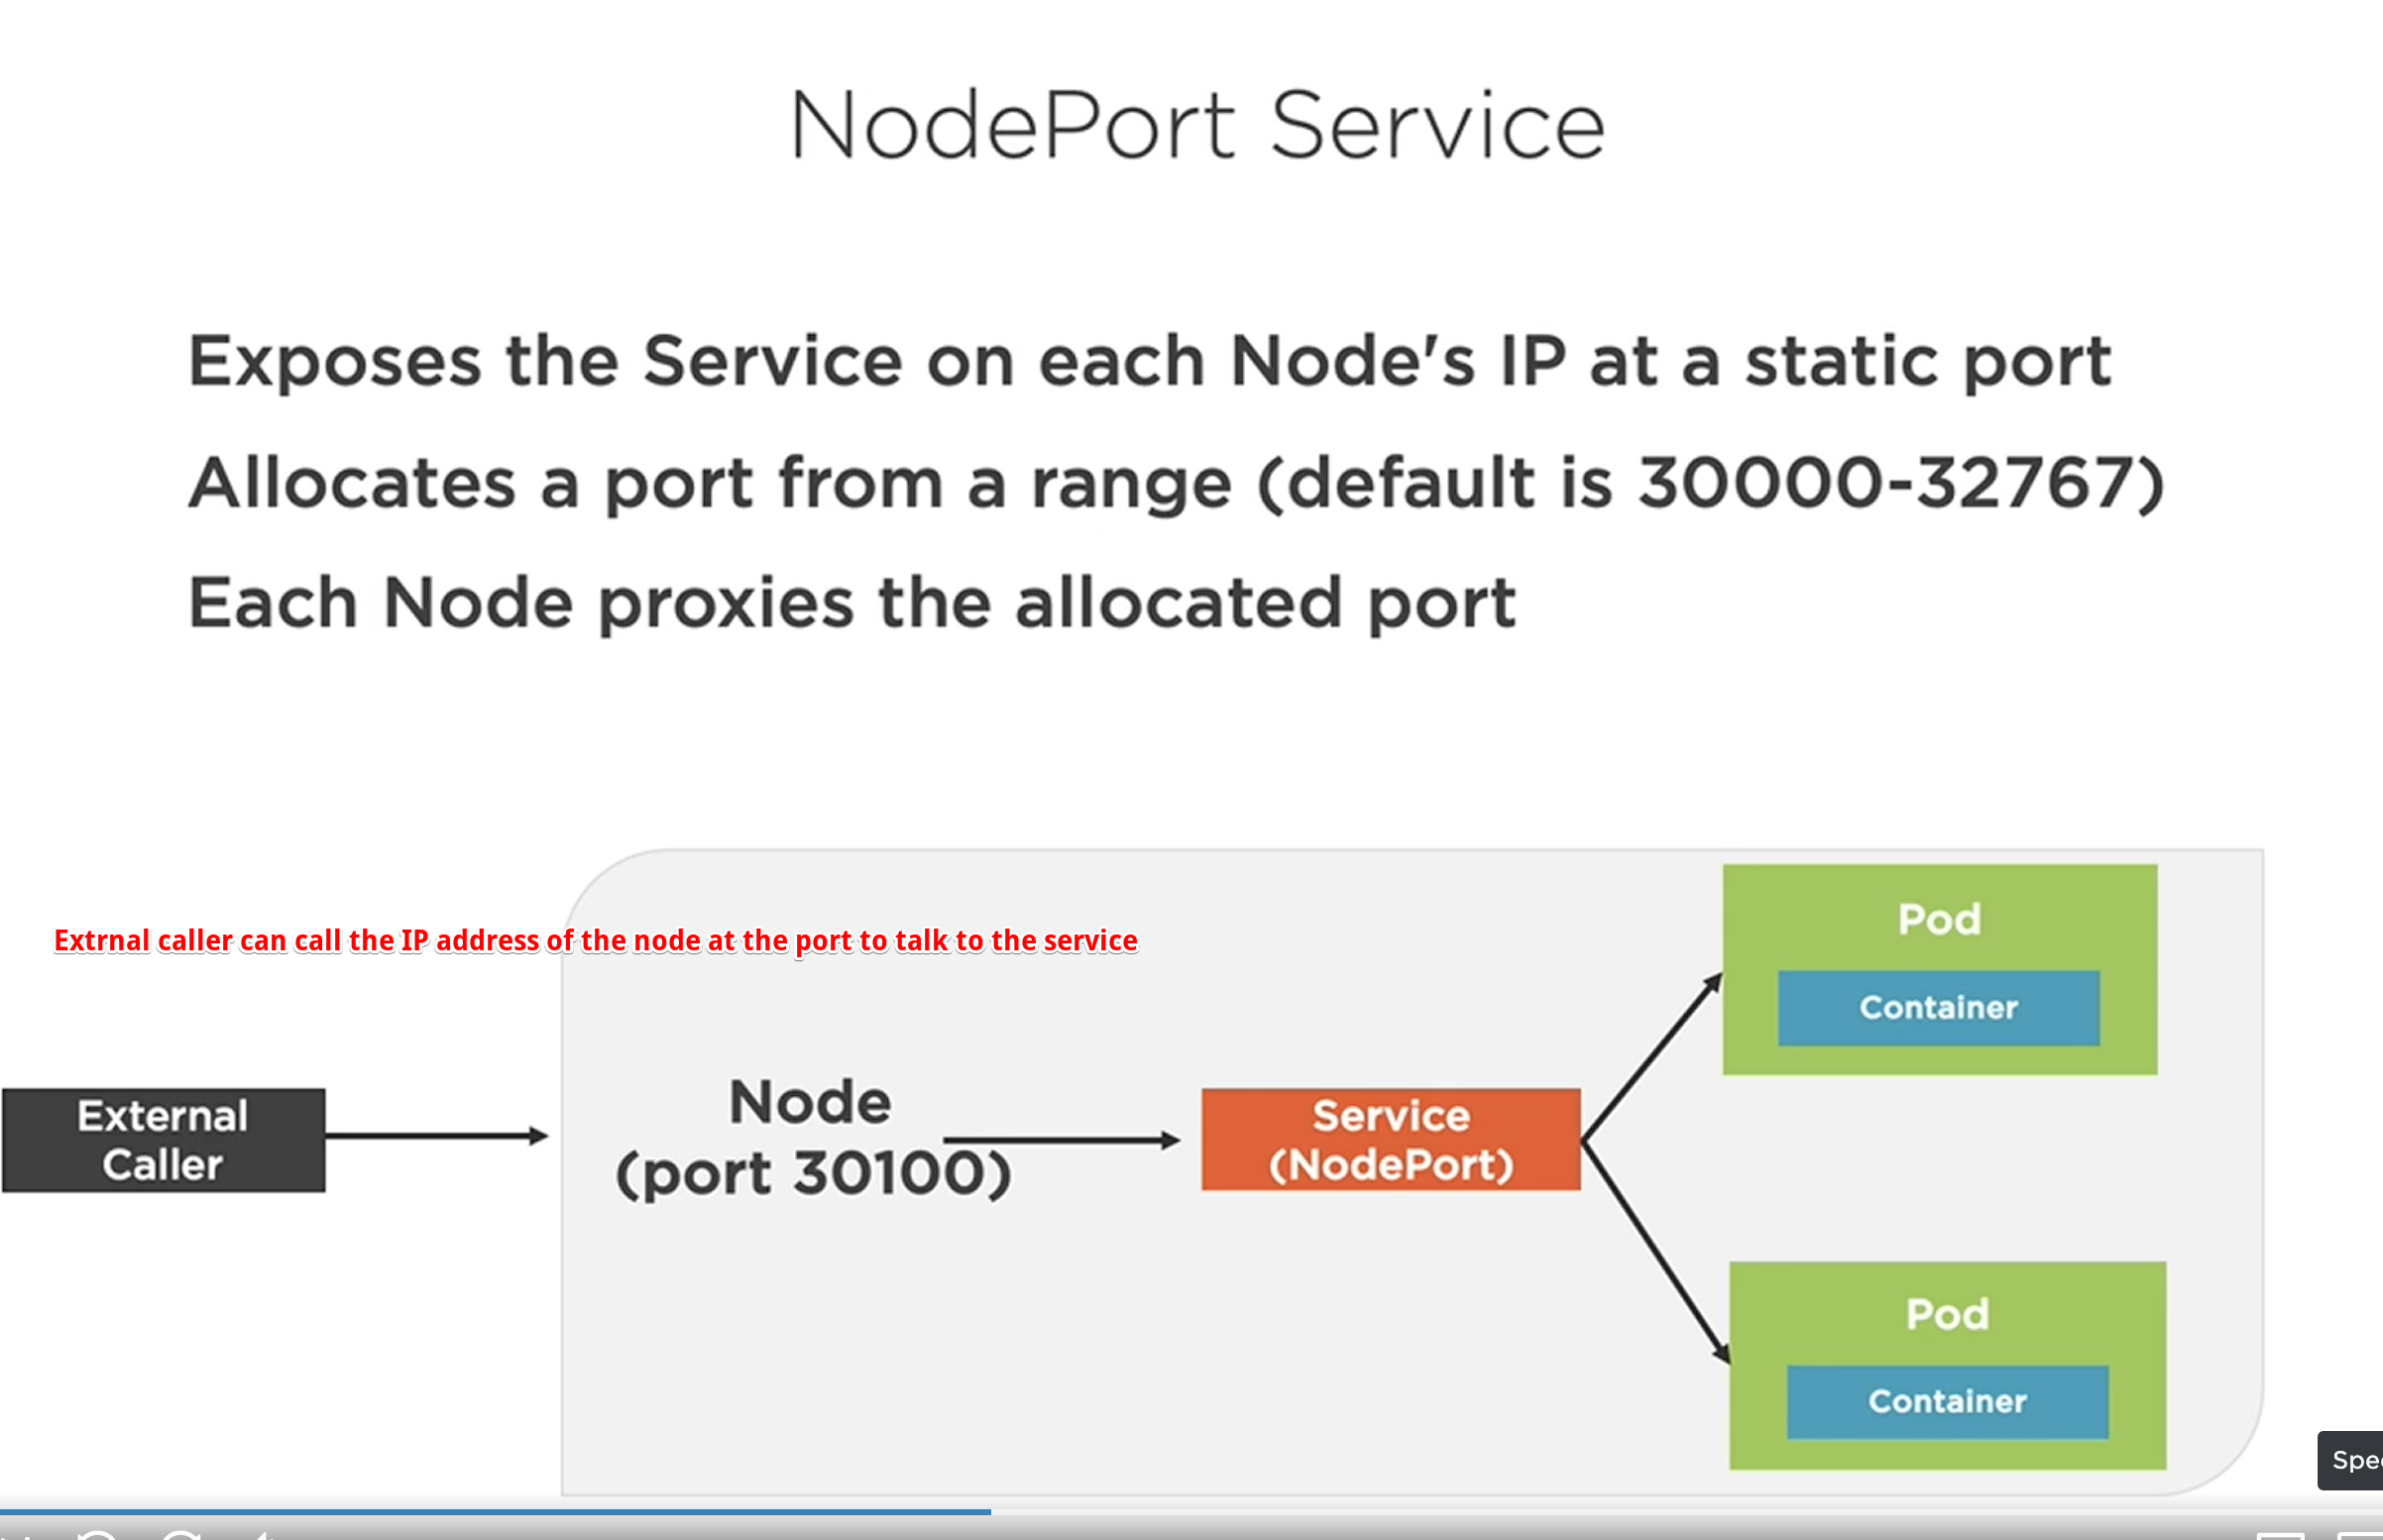 NodePort Service
Exposes the Service on each Node's IP at a static port
Allocates a port from a range (default is 30000-32767)
Each Node proxies the allocated port
Extrnal caller can call the IP address of the node at the port to talk to the service
External
Caller
Node
(port 30100)
Service
(NodePort)
Pod
Container
Pod
Container